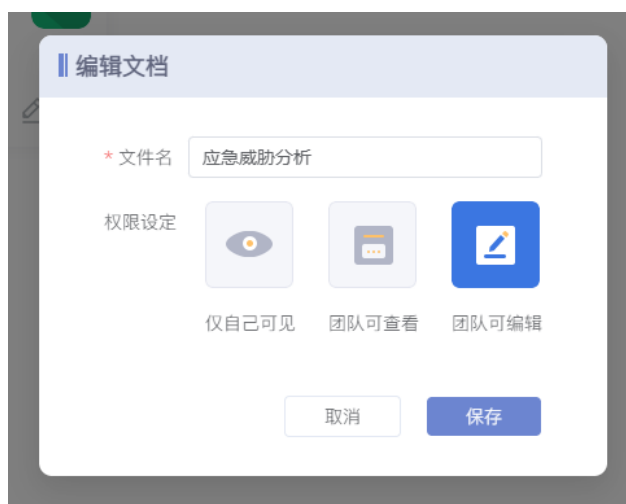 编辑文档
* 文件名 应急威胁分析
权限设定
仅自己可见 团队可查看 团队可编辑
取消 保存